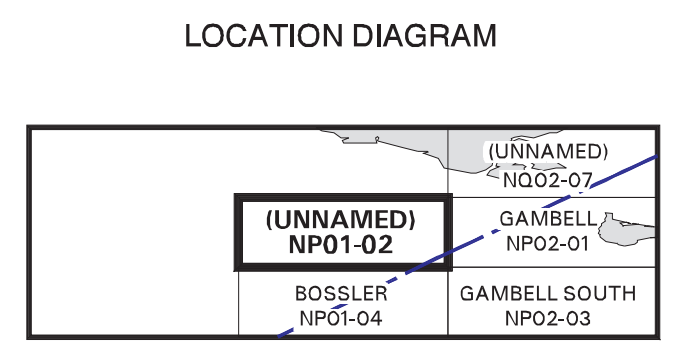 LOCATION DIAGRAM
(UNNAMED)
NQ02-07
(UNNAMED)
NP01-02
GAMBELL
NP02-01
BOSSLER
NP01-04
GAMBELL SOUTH
NP02-03